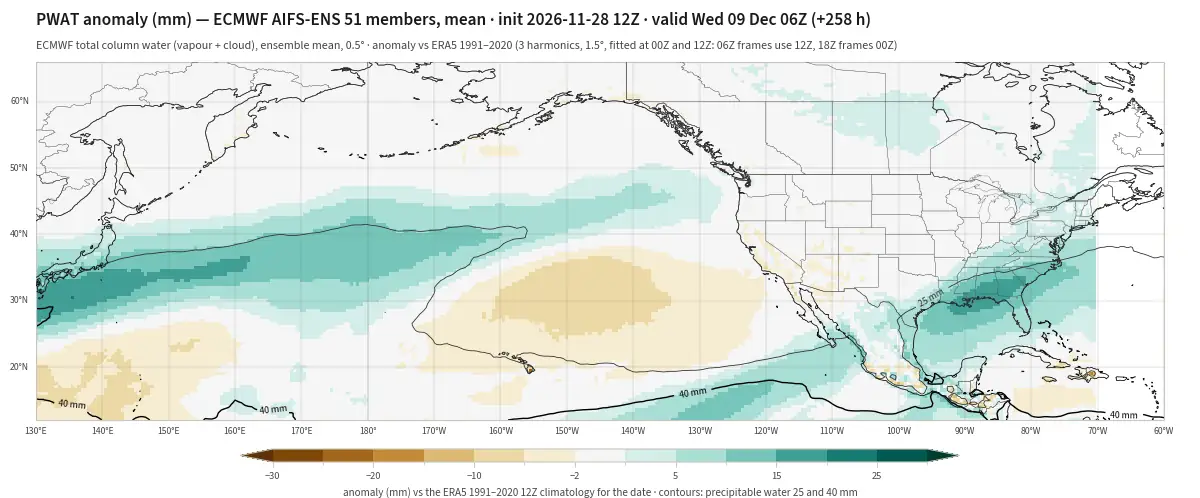 PWAT anomaly (mm) — ECMWF AIFS-ENS 51 members, mean · init 2026-11-28 12Z · valid Wed 09 Dec 06Z (+258 h)
ECMWF total column water (vapour + cloud), ensemble mean, 0.5° · anomaly vs ERA5 1991–2020 (3 harmonics, 1.5°, fitted at 00Z and 12Z: 06Z frames use 12Z, 18Z frames 00Z)
60°N
50°N
40°N
30°N
25 mm
20°N
40 mm
40 mm
40 mm
40 mm
130°E 140°E 150°E 160°E 170°E 180° 170°W 160°W 150°W 140°W 130°W 120°W 110°W 100°W 90°W 80°W 70°W 60°W
−30 −20 −10 −2 5 15 25
anomaly (mm) vs the ERA5 1991–2020 12Z climatology for the date · contours: precipitable water 25 and 40 mm